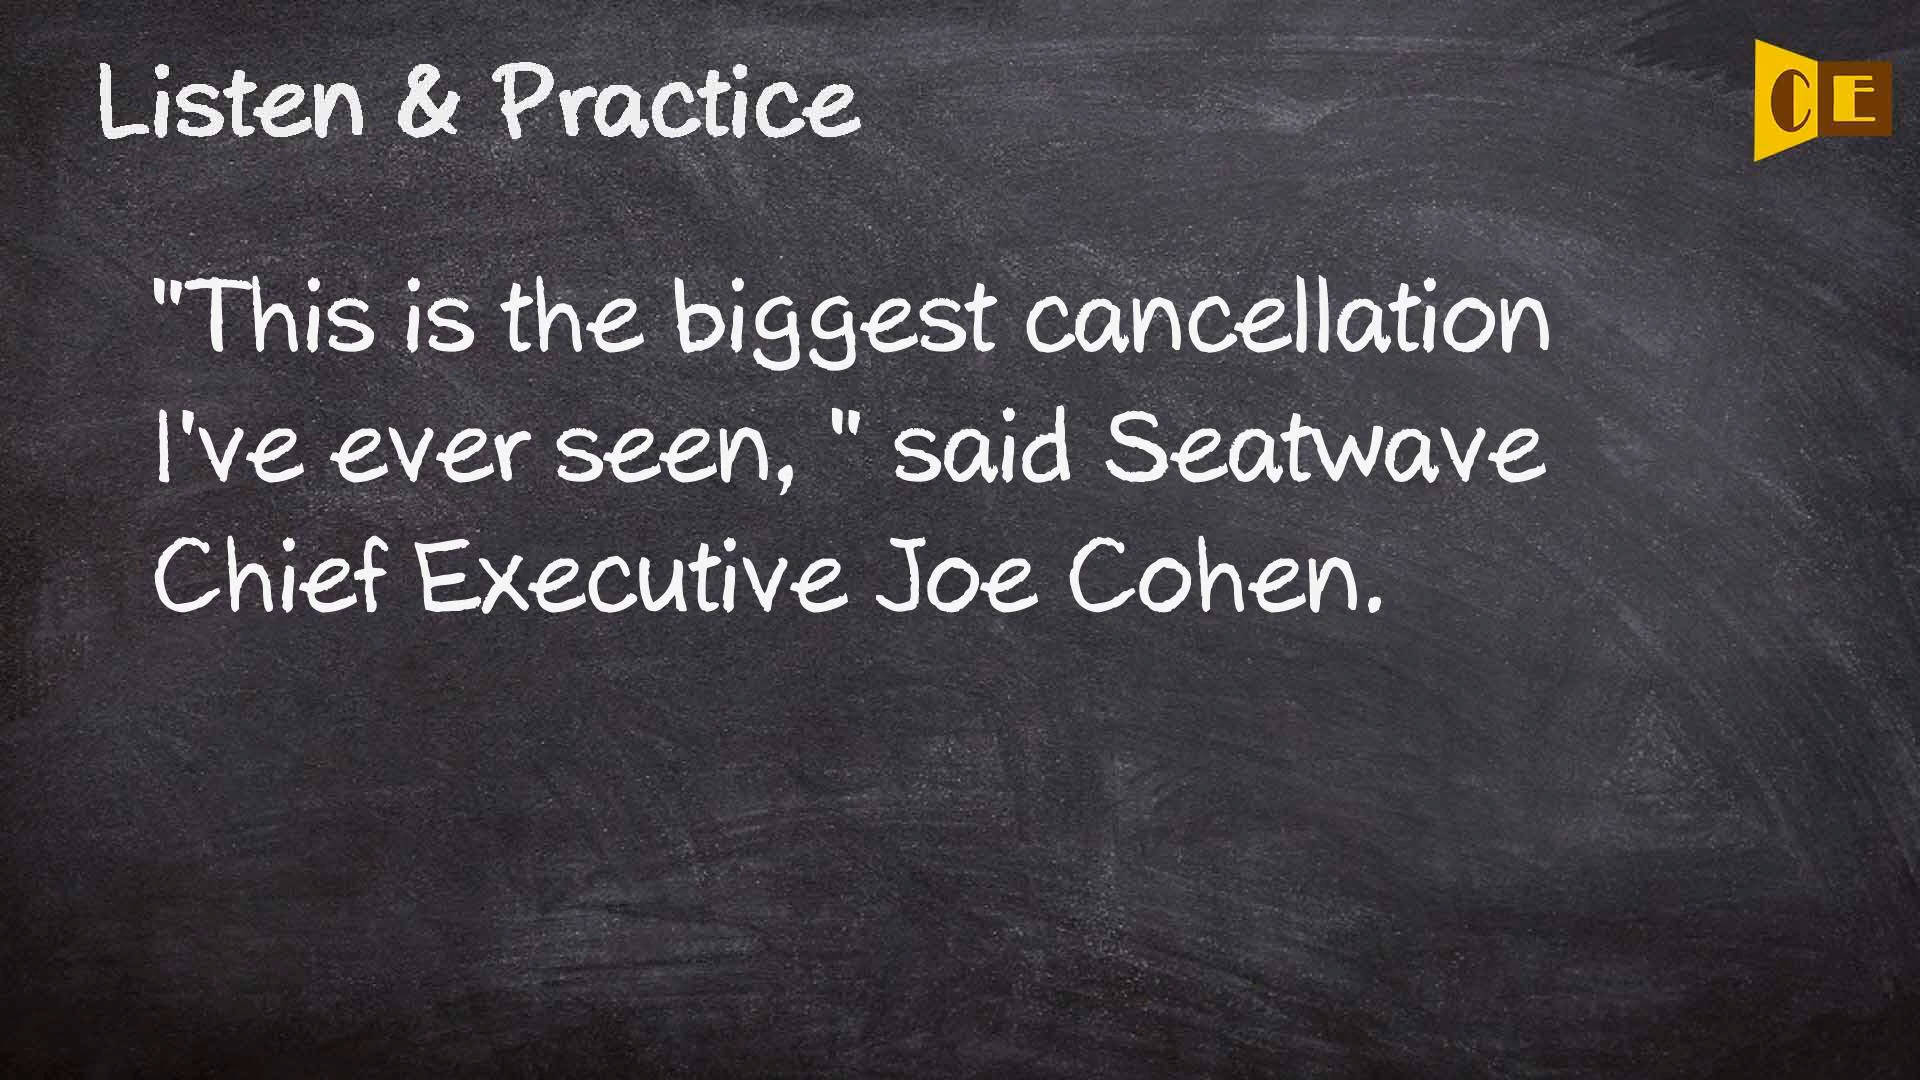 Listen & Practice
CE
"This is the biggest cancellation
I've ever seen, " said Seatwave
Chief Executive Joe Cohen.